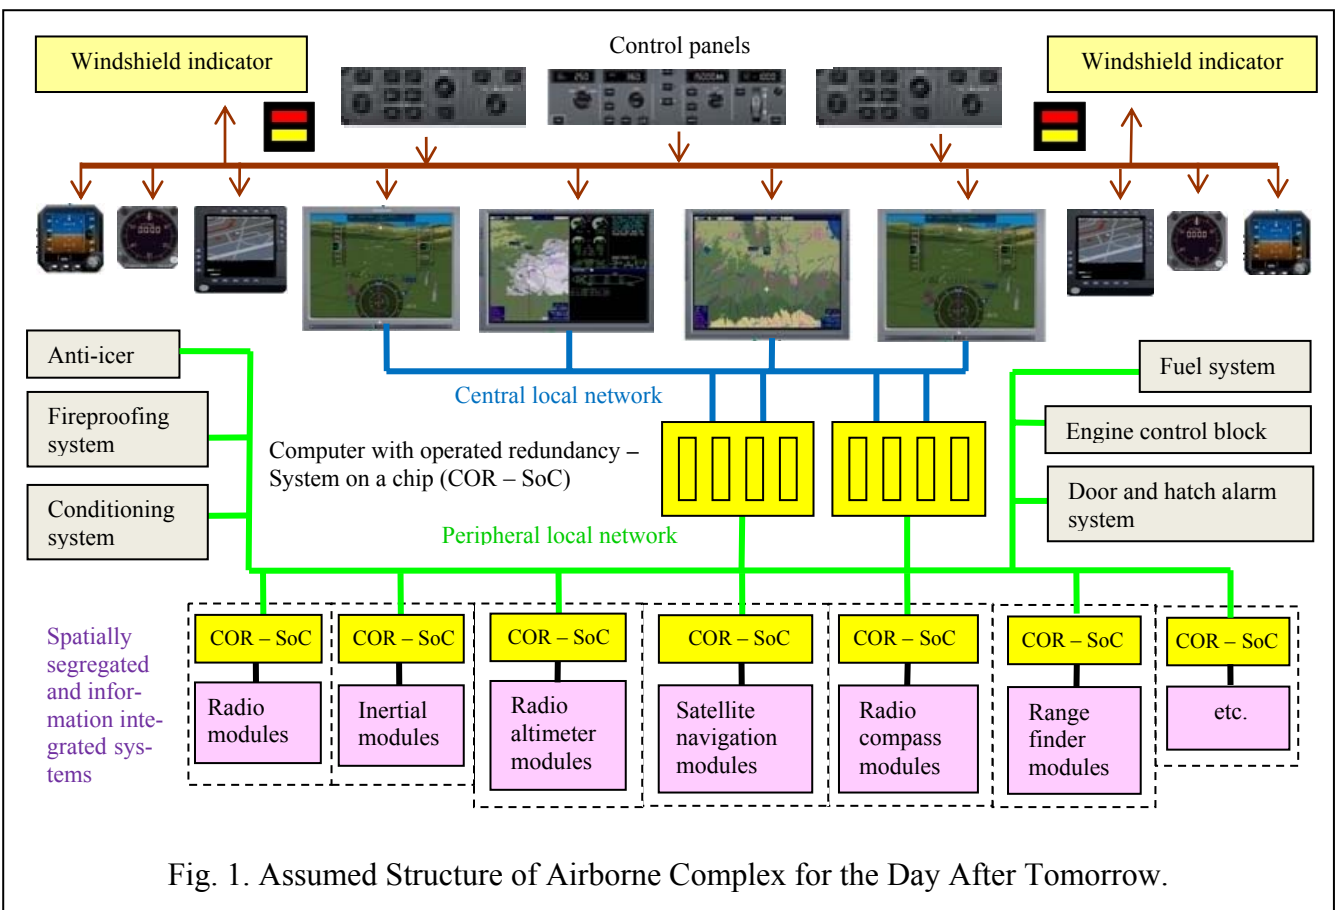 Windshield indicator
Control panels
Windshield indicator
Anti-icer
Fireproofing
system
Conditioning
system
Central local network
Computer with operated redundancy –
System on a chip (COR – SoC)
Peripheral local network
Fuel system
Engine control block
Door and hatch alarm
system
Spatially
segregated
and infor-
mation inte-
grated sys-
tems
COR – SoC
COR – SoC
COR – SoC
COR – SoC
COR – SoC
COR – SoC
COR – SoC
Radio
modules
Inertial
modules
Radio
altimeter
modules
Satellite
navigation
modules
Radio
compass
modules
Range
finder
modules
etc.
Fig. 1. Assumed Structure of Airborne Complex for the Day After Tomorrow.